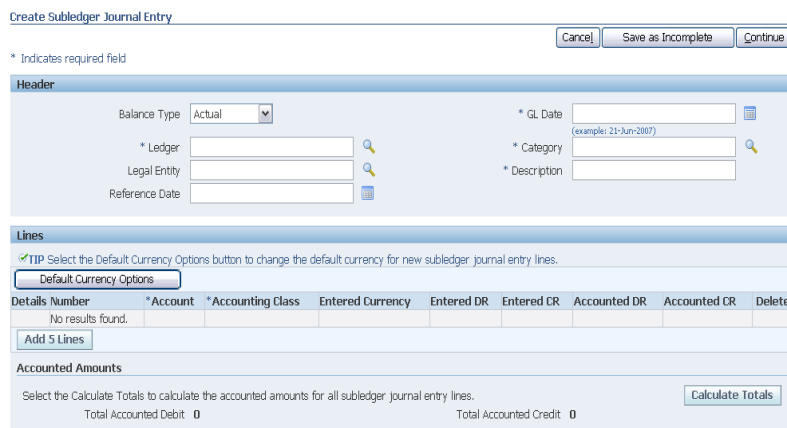 Create Subledger Journal Entry
Cancel Save as Incomplete Continue
* Indicates required field
Header
Balance Type Actual * GL Date
(example: 21-Jun-2007)
* Ledger * Category
Legal Entity * Description
Reference Date
Lines
TIP Select the Default Currency Options button to change the default currency for new subledger journal entry lines.
Default Currency Options
Details Number *Account *Accounting Class Entered Currency Entered DR Entered CR Accounted DR Accounted CR Delete
No results found.
Add 5 Lines
Accounted Amounts
Select the Calculate Totals to calculate the accounted amounts for all subledger journal entry lines. Calculate Totals
Total Accounted Debit 0 Total Accounted Credit 0